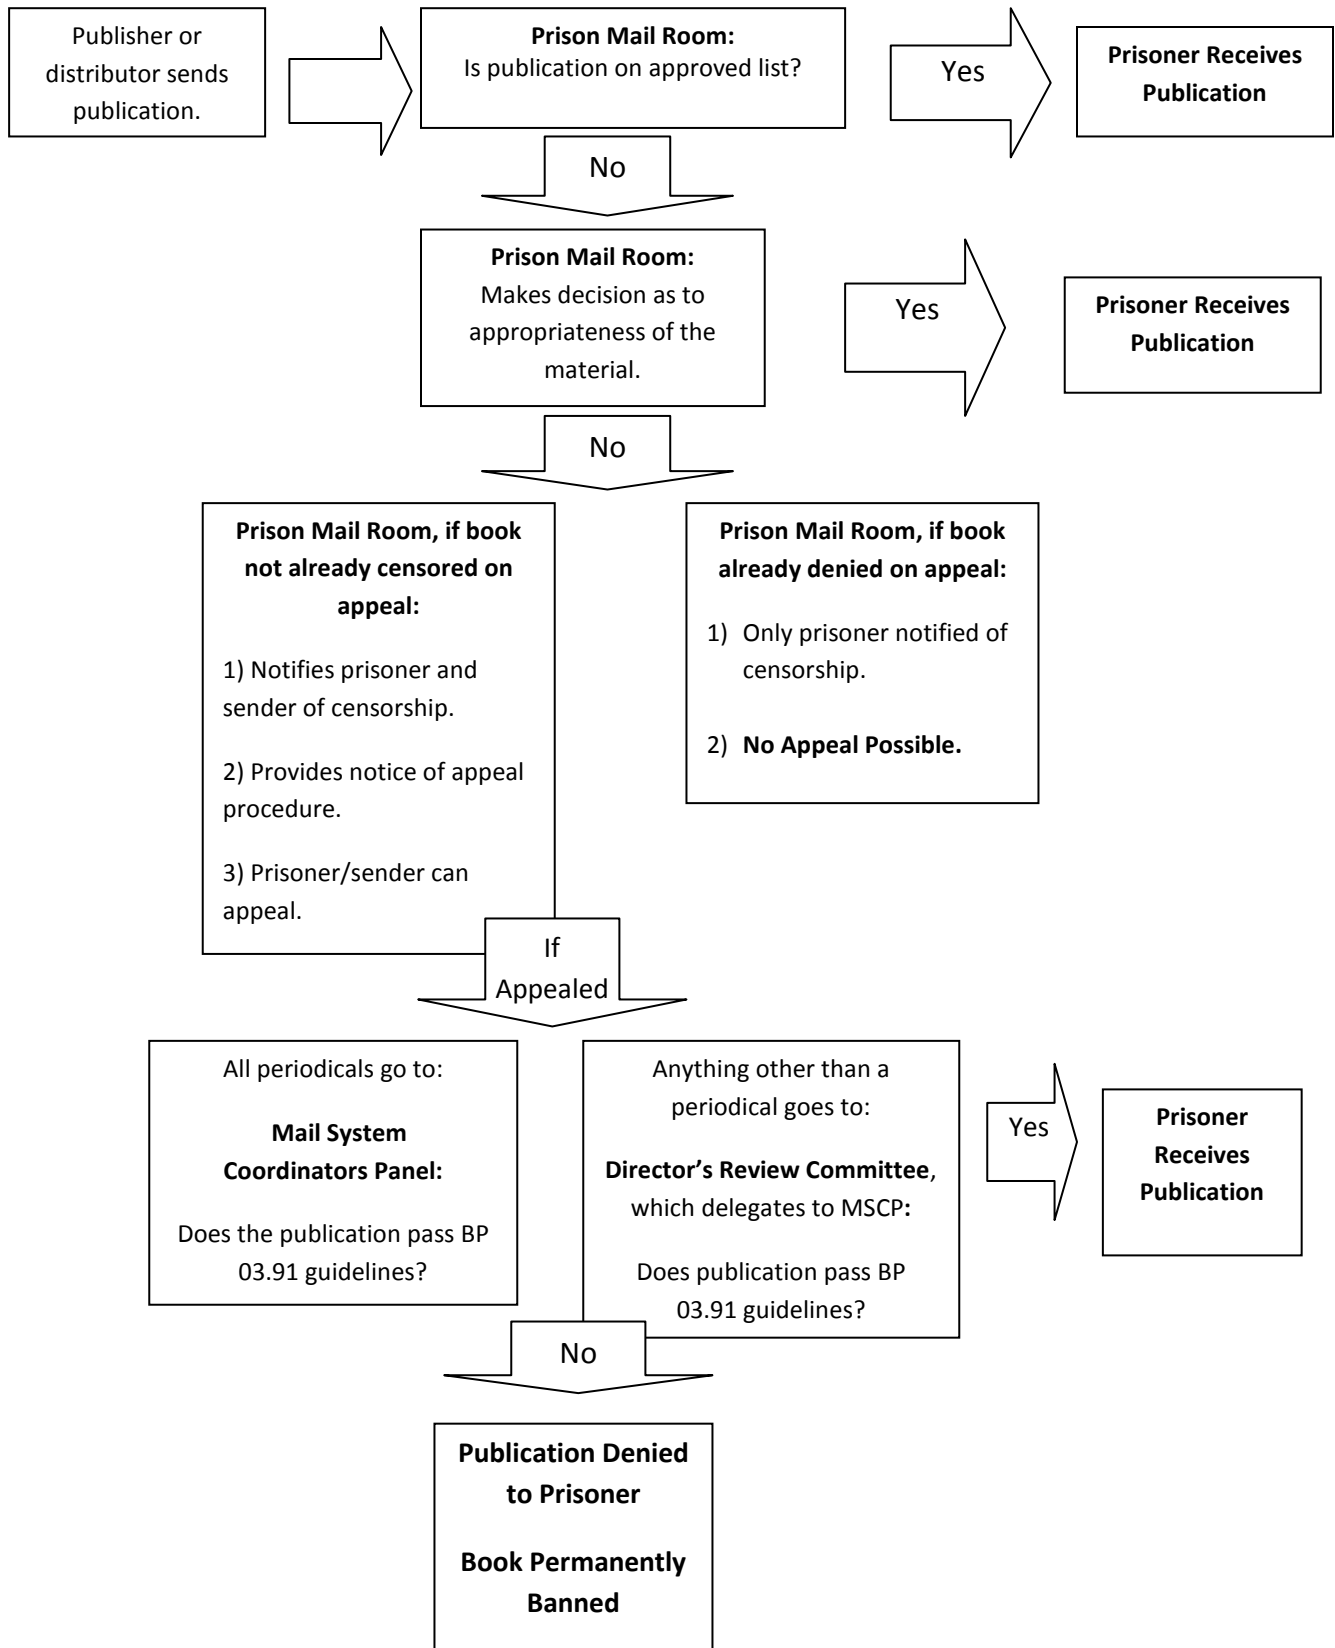 Publisher or
distributor sends
publication.
Prison Mail Room:
Is publication on approved list?
Yes
Prisoner Receives
Publication
No
Prison Mail Room:
Makes decision as to
appropriateness of the
material.
Yes
Prisoner Receives
Publication
No
Prison Mail Room, if book
not already censored on
appeal:
1) Notifies prisoner and
sender of censorship.
2) Provides notice of appeal
procedure.
3) Prisoner/sender can
appeal.
Prison Mail Room, if book
already denied on appeal:
1) Only prisoner notified of
censorship.
2) No Appeal Possible.
If
Appealed
All periodicals go to:
Mail System
Coordinators Panel:
Does the publication pass BP
03.91 guidelines?
Anything other than a
periodical goes to:
Director’s Review Committee,
which delegates to MSCP:
Does publication pass BP
03.91 guidelines?
Yes
Prisoner
Receives
Publication
No
Publication Denied
to Prisoner
Book Permanently
Banned